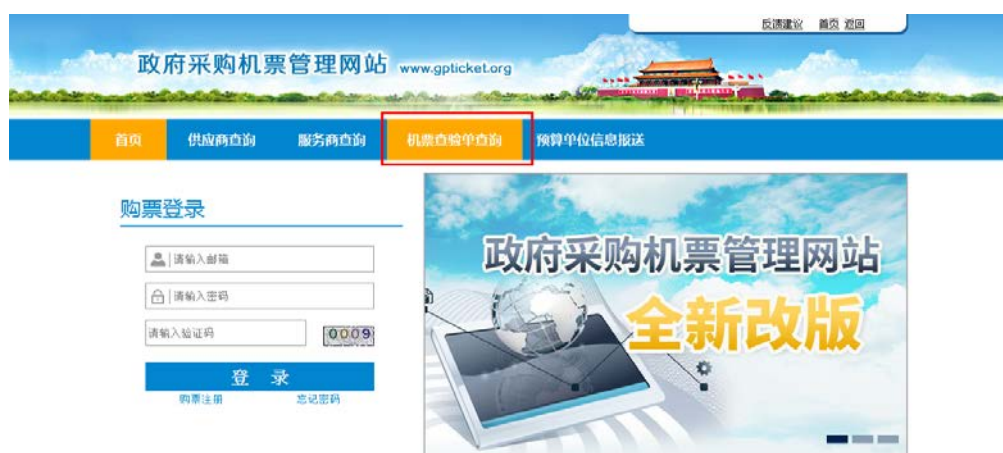 反馈建议 首页 返回
政府采购机票管理网站 www.gpticket.org
首页 供应商查询 服务商查询 机票查验单查询 预算单位信息报送
购票登录
请输入邮箱
请输入密码
请输入验证码 0009
登 录
购票注册 忘记密码
政府采购机票管理网站
全新改版